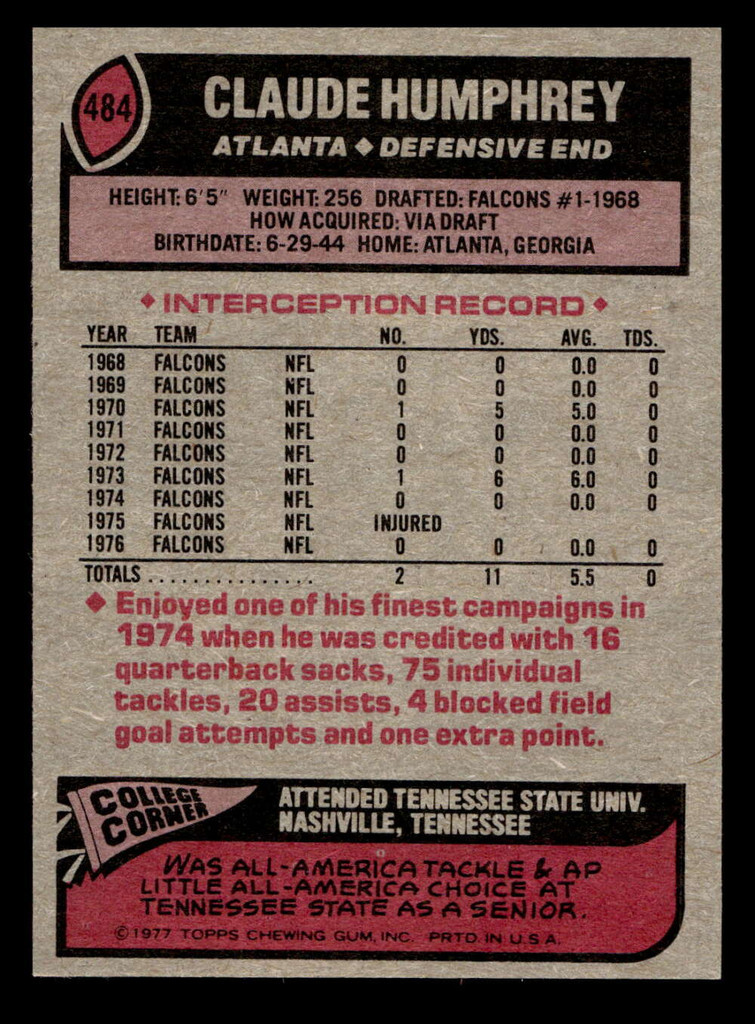 484
CLAUDE HUMPHREY
ATLANTA ◆ DEFENSIVE END
HEIGHT: 6'5" WEIGHT: 256 DRAFTED: FALCONS #1-1968
HOW ACQUIRED: VIA DRAFT
BIRTHDATE: 6-29-44 HOME: ATLANTA, GEORGIA
◆ INTERCEPTION RECORD ◆
YEAR TEAM NO. YDS. AVG. TDS.
1968 FALCONS NFL 0 0 0.0 0
1969 FALCONS NFL 0 0 0.0 0
1970 FALCONS NFL 1 5 5.0 0
1971 FALCONS NFL 0 0 0.0 0
1972 FALCONS NFL 0 0 0.0 0
1973 FALCONS NFL 1 6 6.0 0
1974 FALCONS NFL 0 0 0.0 0
1975 FALCONS NFL INJURED
1976 FALCONS NFL 0 0 0.0 0
TOTALS ............... 2 11 5.5 0
◆ Enjoyed one of his finest campaigns in
1974 when he was credited with 16
quarterback sacks, 75 individual
tackles, 20 assists, 4 blocked field
goal attempts and one extra point.
COLLEGE
CORNER
ATTENDED TENNESSEE STATE UNIV.
NASHVILLE, TENNESSEE
WAS ALL-AMERICA TACKLE & AP
LITTLE ALL-AMERICA CHOICE AT
TENNESSEE STATE AS A SENIOR.
© 1977 TOPPS CHEWING GUM, INC. PRTD. IN U.S.A.